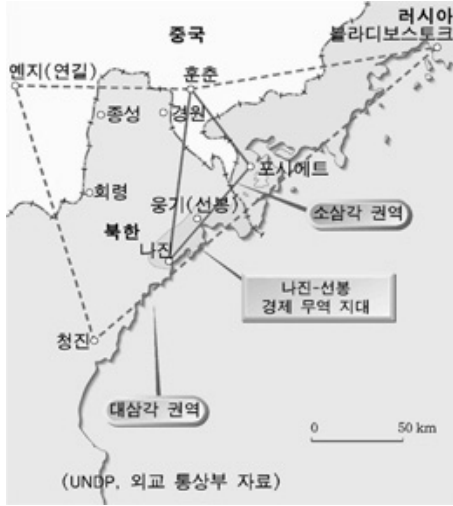 러시아
블라디보스토크
중국
옌지(연길)
훈춘
종성
경원
포시에트
회령
웅기(선봉)
소삼각 권역
북한
나진
나진-선봉
경제 무역 지대
청진
대삼각 권역
0 50 km
(UNDP, 외교 통상부 자료)